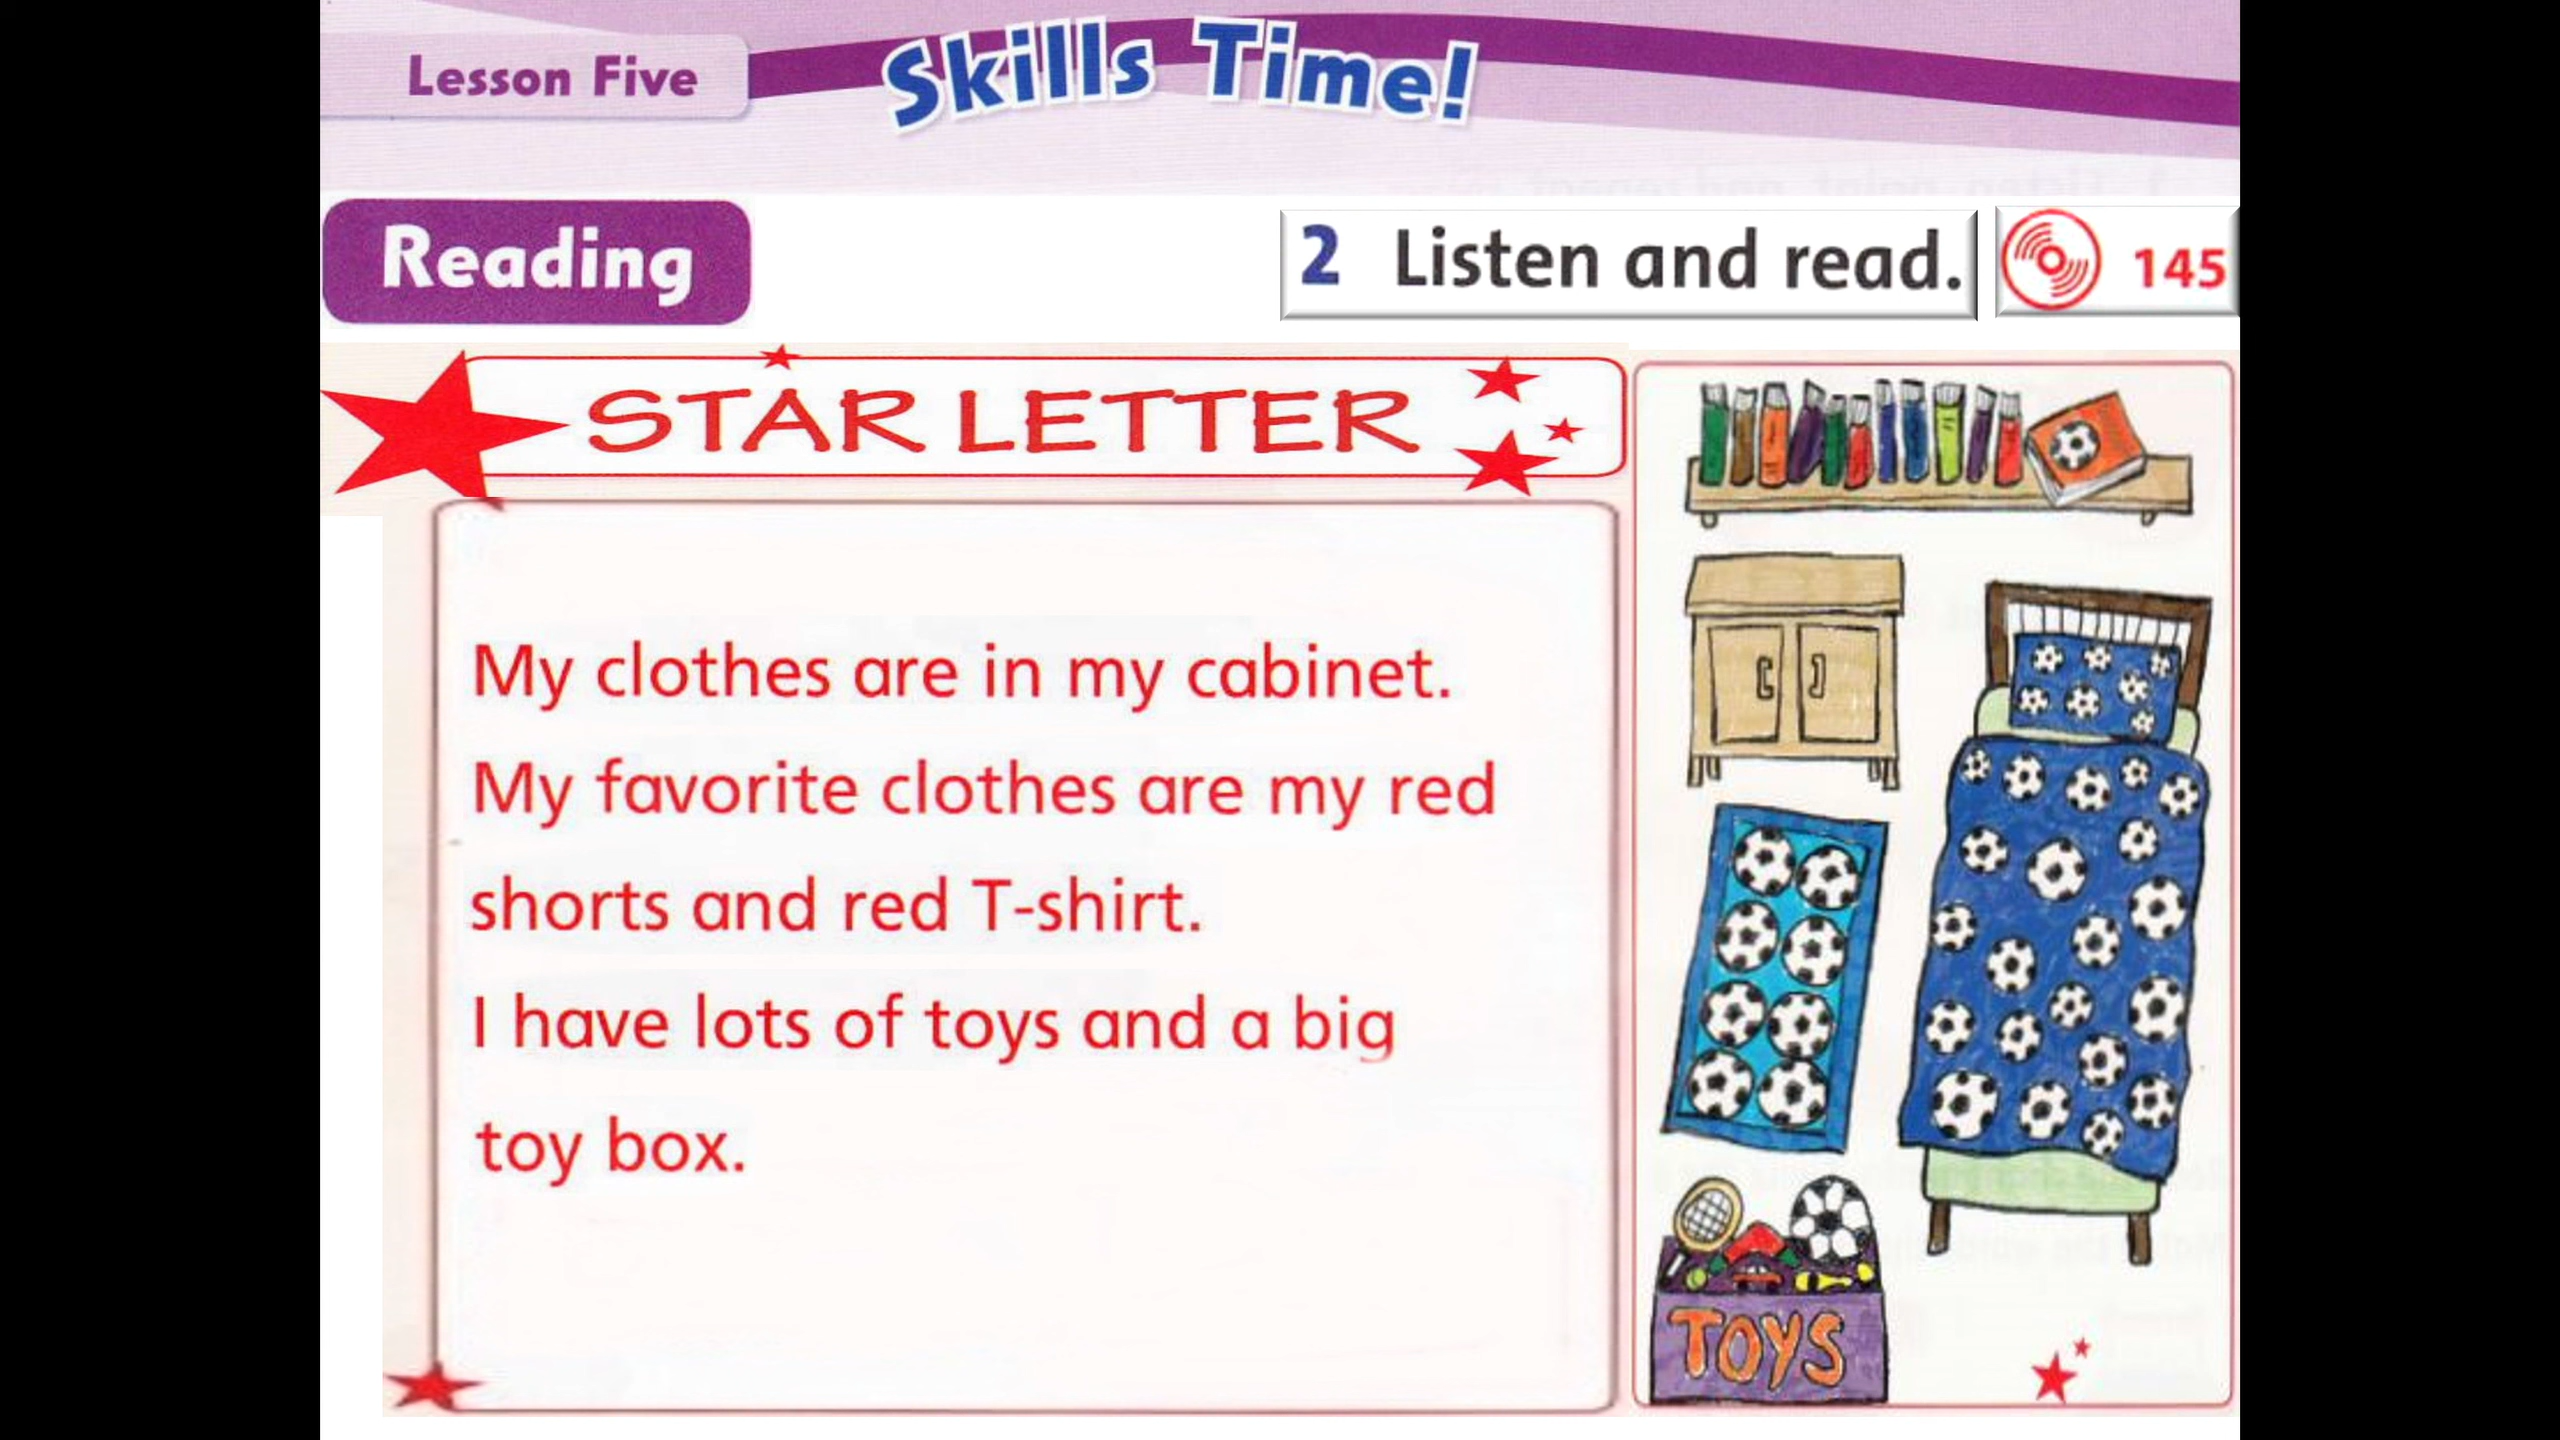 Lesson Five
Skills Time!
Reading
2 Listen and read.
145
STAR LETTER
My clothes are in my cabinet.
My favorite clothes are my red
shorts and red T-shirt.
I have lots of toys and a big
toy box.
TOYS